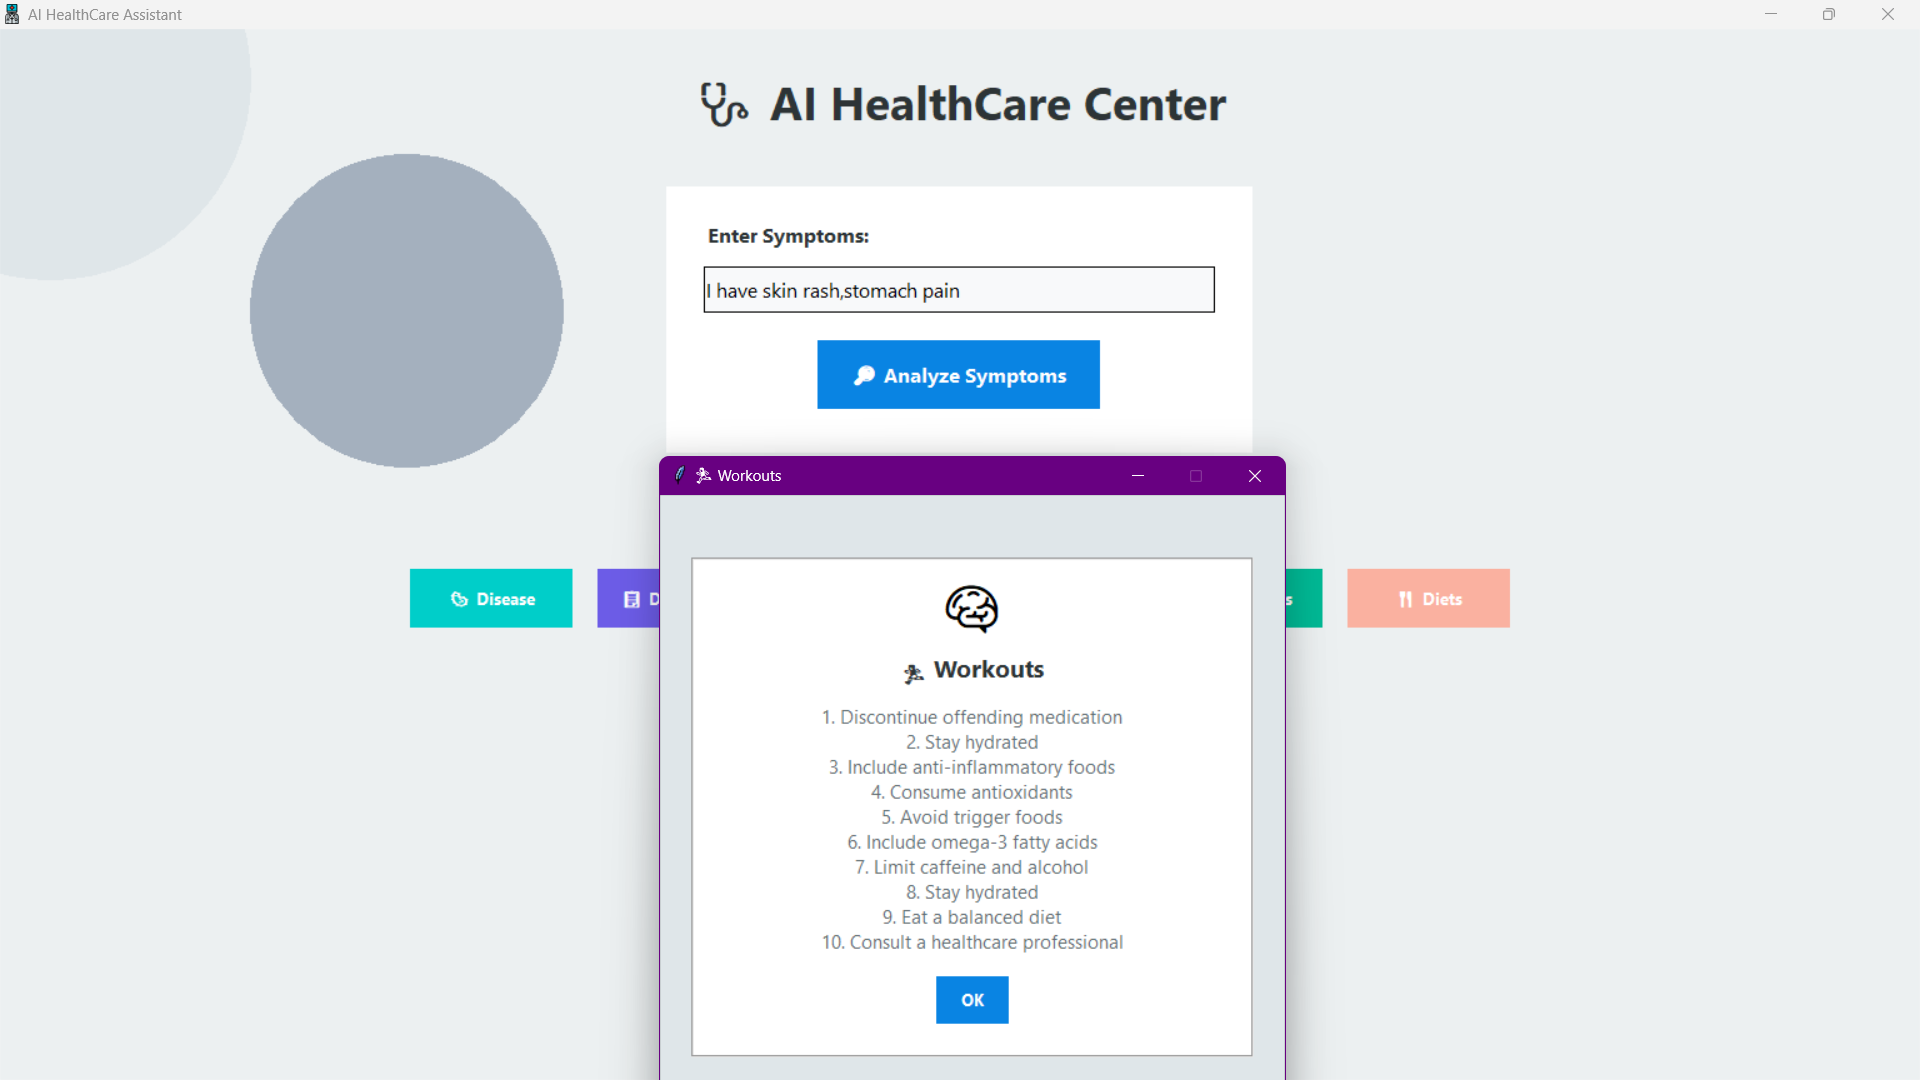 AI HealthCare Assistant
AI HealthCare Center
Enter Symptoms:
I have skin rash,stomach pain
Analyze Symptoms
Workouts
Disease
D
s
Diets
Workouts
1. Discontinue offending medication
2. Stay hydrated
3. Include anti-inflammatory foods
4. Consume antioxidants
5. Avoid trigger foods
6. Include omega-3 fatty acids
7. Limit caffeine and alcohol
8. Stay hydrated
9. Eat a balanced diet
10. Consult a healthcare professional
OK